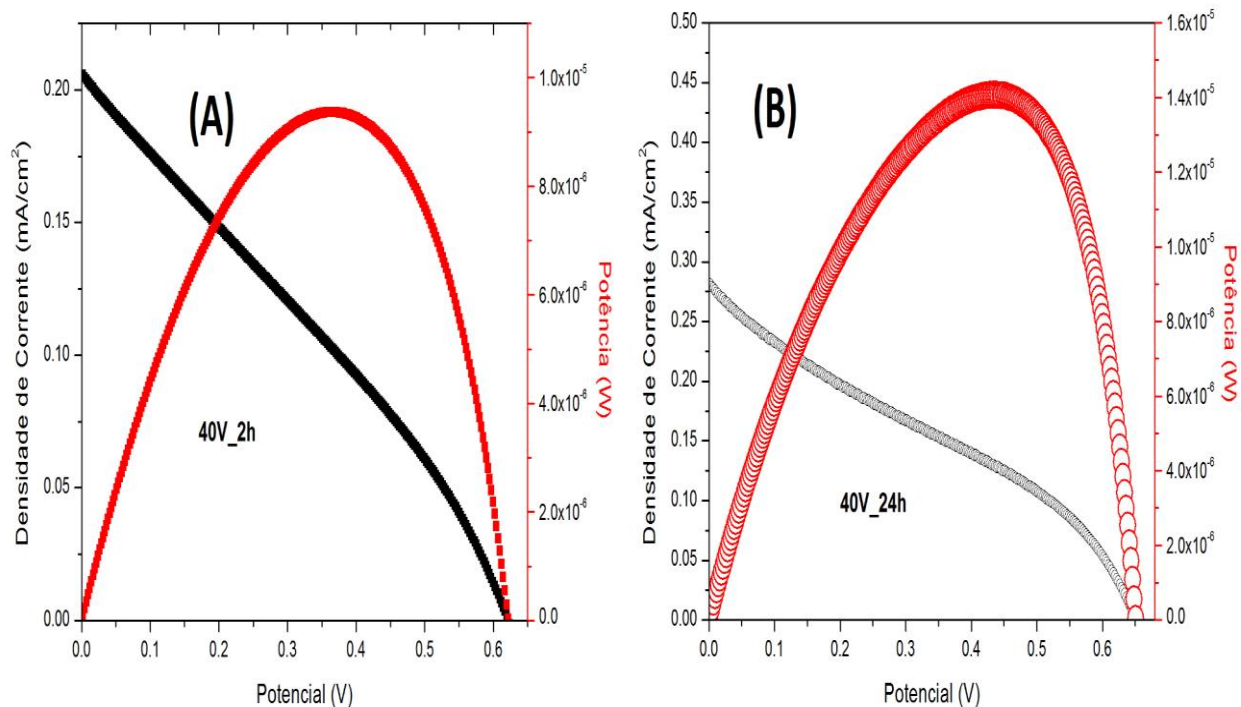 (A)
40V_2h
Densidade de Corrente (mA/cm²)
0.20
0.15
0.10
0.05
0.00
0.0 0.1 0.2 0.3 0.4 0.5 0.6
Potencial (V)
1.0x10⁻⁵
8.0x10⁻⁶
6.0x10⁻⁶
4.0x10⁻⁶
2.0x10⁻⁶
0.0
Potência (W)
(B)
40V_24h
Densidade de Corrente (mA/cm²)
0.50
0.45
0.40
0.35
0.30
0.25
0.20
0.15
0.10
0.05
0.00
0.0 0.1 0.2 0.3 0.4 0.5 0.6
Potencial (V)
1.6x10⁻⁵
1.4x10⁻⁵
1.2x10⁻⁵
1.0x10⁻⁵
8.0x10⁻⁶
6.0x10⁻⁶
4.0x10⁻⁶
2.0x10⁻⁶
0.0
Potência (W)